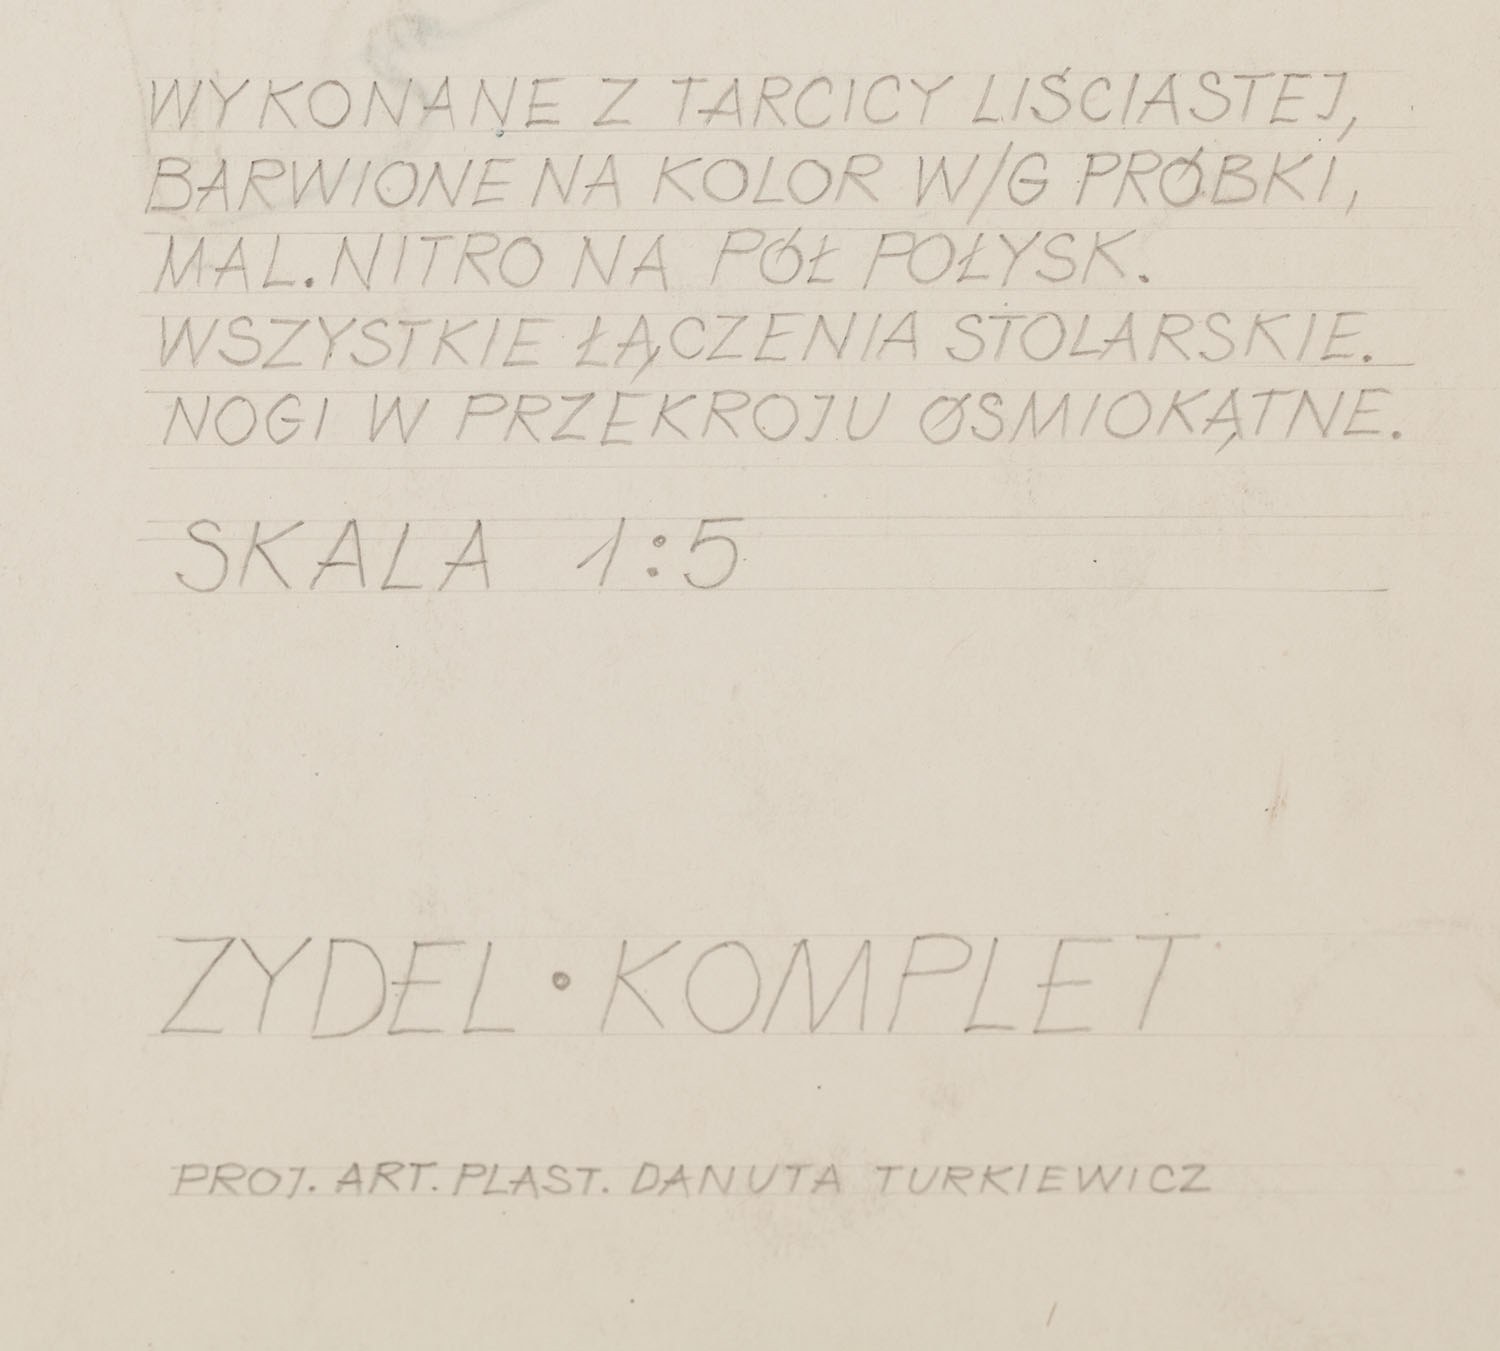 WYKONANE Z TARCICY LIŚCIASTEJ,
BARWIONE NA KOLOR W/G PRÓBKI,
MAL. NITRO NA PÓŁ POŁYSK.
WSZYSTKIE ŁĄCZENIA STOLARSKIE.
NOGI W PRZEKROJU ÓSMIOKĄTNE.
SKALA 1:5
ZYDEL • KOMPLET
PROJ. ART. PLAST. DANUTA TURKIEWICZ